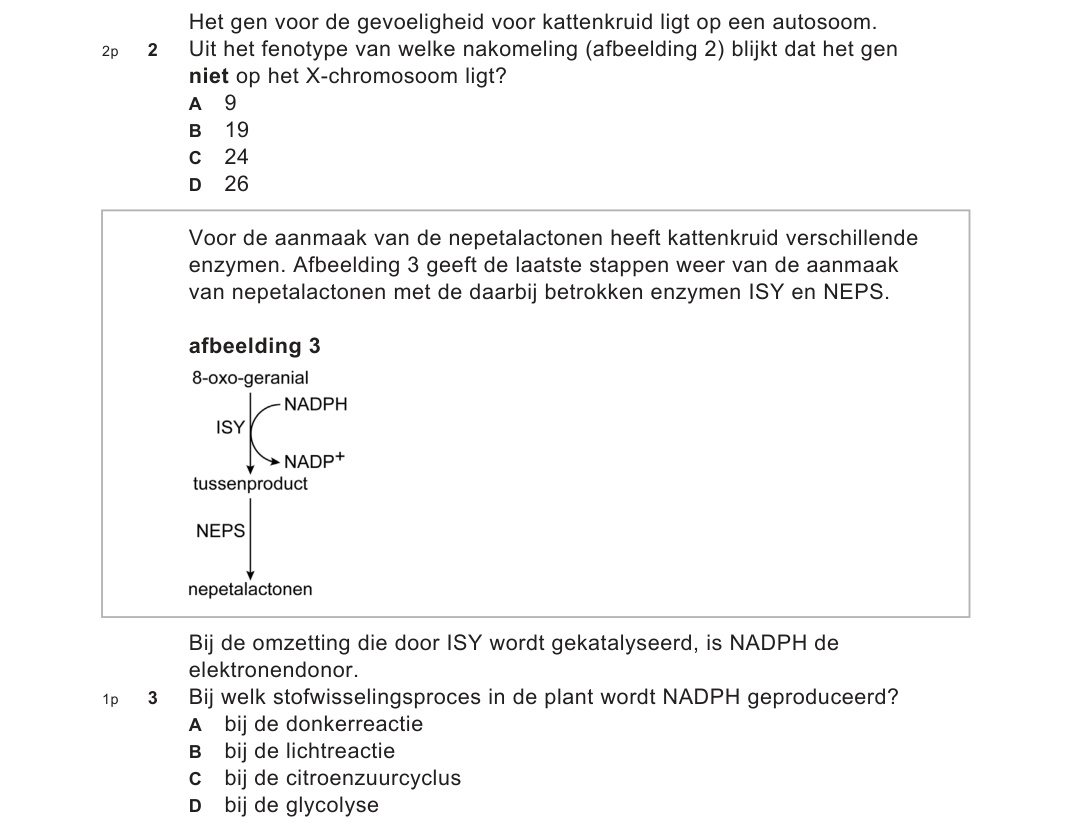 Het gen voor de gevoeligheid voor kattenkruid ligt op een autosoom.
2p 2 Uit het fenotype van welke nakomeling (afbeelding 2) blijkt dat het gen
niet op het X-chromosoom ligt?
A 9
B 19
C 24
D 26
Voor de aanmaak van de nepetalactonen heeft kattenkruid verschillende
enzymen. Afbeelding 3 geeft de laatste stappen weer van de aanmaak
van nepetalactonen met de daarbij betrokken enzymen ISY en NEPS.
afbeelding 3
8-oxo-geranial
NADPH
ISY
NADP+
tussenproduct
NEPS
nepetalactonen
Bij de omzetting die door ISY wordt gekatalyseerd, is NADPH de
elektronendonor.
1p 3 Bij welk stofwisselingsproces in de plant wordt NADPH geproduceerd?
A bij de donkerreactie
B bij de lichtreactie
C bij de citroenzuurcyclus
D bij de glycolyse